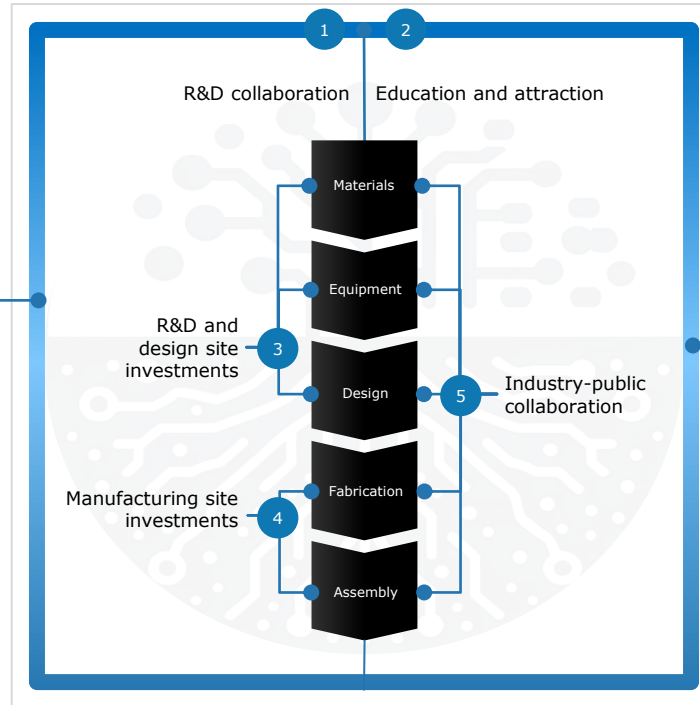 1
2
R&D collaboration
Education and attraction
Materials
Equipment
R&D and
design site
investments
3
Design
5
Industry-public
collaboration
Fabrication
Manufacturing site
investments
4
Assembly